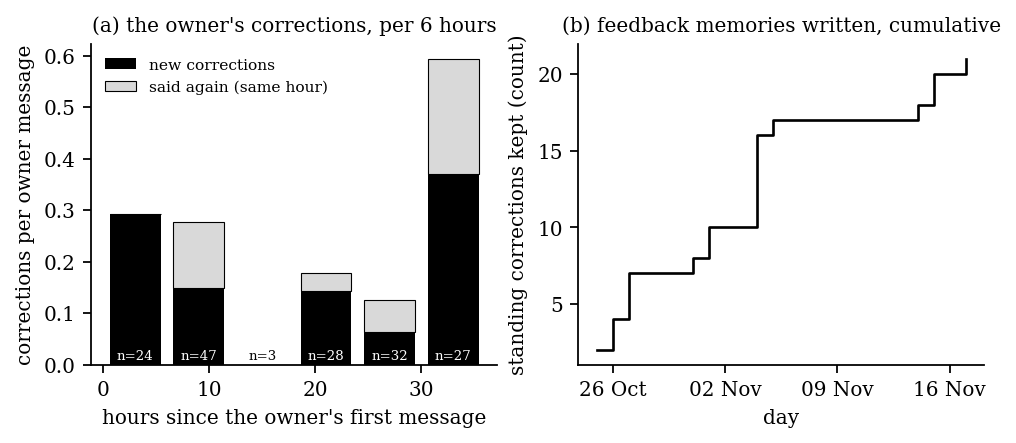 (a) the owner's corrections, per 6 hours
corrections per owner message
0.6
0.5
0.4
0.3
0.2
0.1
0.0
new corrections
said again (same hour)
n=24
n=47
n=3
n=28
n=32
n=27
0
10
20
30
hours since the owner's first message
(b) feedback memories written, cumulative
standing corrections kept (count)
20
15
10
5
26 Oct
02 Nov
09 Nov
16 Nov
day